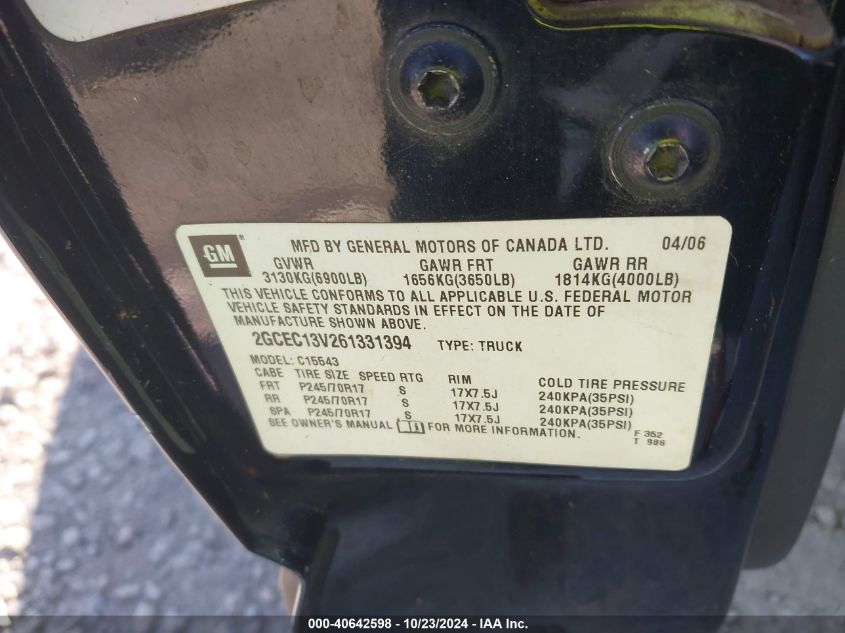 GM
MFD BY GENERAL MOTORS OF CANADA LTD. 04/06
GVWR GAWR FRT GAWR RR
3130KG(6900LB) 1656KG(3650LB) 1814KG(4000LB)
THIS VEHICLE CONFORMS TO ALL APPLICABLE U.S. FEDERAL MOTOR
VEHICLE SAFETY STANDARDS IN EFFECT ON THE DATE OF
MANUFACTURE SHOWN ABOVE.
2GCEC13V261331394 TYPE: TRUCK
MODEL: C15543
CABE TIRE SIZE SPEED RTG RIM COLD TIRE PRESSURE
FRT P245/70R17 S 17X7.5J 240KPA(35PSI)
RR P245/70R17 S 17X7.5J 240KPA(35PSI)
SPA P245/70R17 S 17X7.5J 240KPA(35PSI)
SEE OWNER'S MANUAL FOR MORE INFORMATION. F 352
T 986
000-40642598 - 10/23/2024 - IAA Inc.